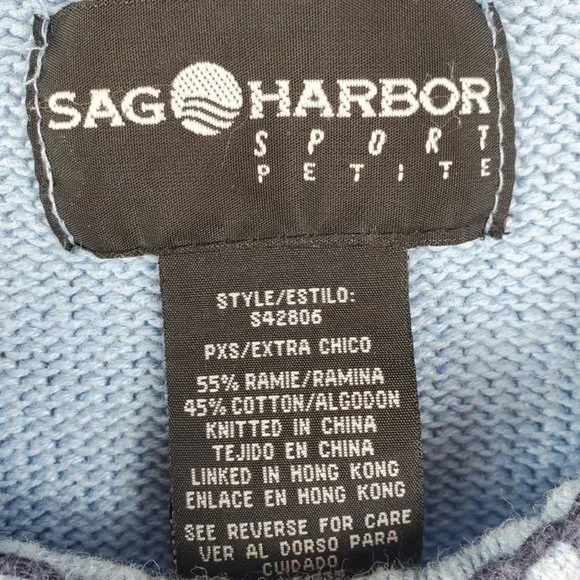 SAG HARBOR
SPORT
PETITE
STYLE/ESTILO:
S42806
PXS/EXTRA CHICO
55% RAMIE/RAMINA
45% COTTON/ALGODON
KNITTED IN CHINA
TEJIDO EN CHINA
LINKED IN HONG KONG
ENLACE EN HONG KONG
SEE REVERSE FOR CARE
VER AL DORSO PARA
CUIDADO